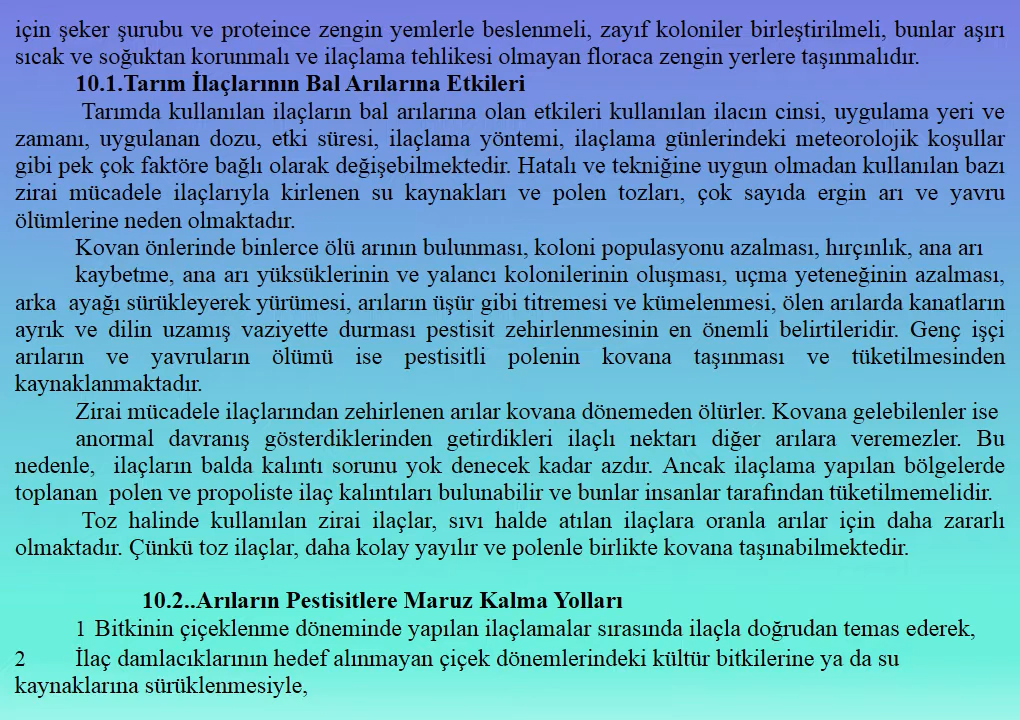 için şeker şurubu ve proteince zengin yemlerle beslenmeli, zayıf koloniler birleştirilmeli, bunlar aşırı
sıcak ve soğuktan korunmalı ve ilaçlama tehlikesi olmayan floraca zengin yerlere taşınmalıdır.
10.1.Tarım İlaçlarının Bal Arılarına Etkileri
Tarımda kullanılan ilaçların bal arılarına olan etkileri kullanılan ilacın cinsi, uygulama yeri ve
zamanı, uygulanan dozu, etki süresi, ilaçlama yöntemi, ilaçlama günlerindeki meteorolojik koşullar
gibi pek çok faktöre bağlı olarak değişebilmektedir. Hatalı ve tekniğine uygun olmadan kullanılan bazı
zirai mücadele ilaçlarıyla kirlenen su kaynakları ve polen tozları, çok sayıda ergin arı ve yavru
ölümlerine neden olmaktadır.
Kovan önlerinde binlerce ölü arının bulunması, koloni populasyonu azalması, hırçınlık, ana arı
kaybetme, ana arı yüksüklerinin ve yalancı kolonilerinin oluşması, uçma yeteneğinin azalması,
arka  ayağı sürükleyerek yürümesi, arıların üşür gibi titremesi ve kümelenmesi, ölen arılarda kanatların
ayrık ve dilin uzamış vaziyette durması pestisit zehirlenmesinin en önemli belirtileridir. Genç işçi
arıların ve yavruların ölümü ise pestisitli polenin kovana taşınması ve tüketilmesinden
kaynaklanmaktadır.
Zirai mücadele ilaçlarından zehirlenen arılar kovana dönemeden ölürler. Kovana gelebilenler ise
anormal davranış gösterdiklerinden getirdikleri ilaçlı nektarı diğer arılara veremezler. Bu
nedenle,  ilaçların balda kalıntı sorunu yok denecek kadar azdır. Ancak ilaçlama yapılan bölgelerde
toplanan  polen ve propoliste ilaç kalıntıları bulunabilir ve bunlar insanlar tarafından tüketilmemelidir.
Toz halinde kullanılan zirai ilaçlar, sıvı halde atılan ilaçlara oranla arılar için daha zararlı
olmaktadır. Çünkü toz ilaçlar, daha kolay yayılır ve polenle birlikte kovana taşınabilmektedir.
10.2..Arıların Pestisitlere Maruz Kalma Yolları
1 Bitkinin çiçeklenme döneminde yapılan ilaçlamalar sırasında ilaçla doğrudan temas ederek,
2 İlaç damlacıklarının hedef alınmayan çiçek dönemlerindeki kültür bitkilerine ya da su
kaynaklarına sürüklenmesiyle,